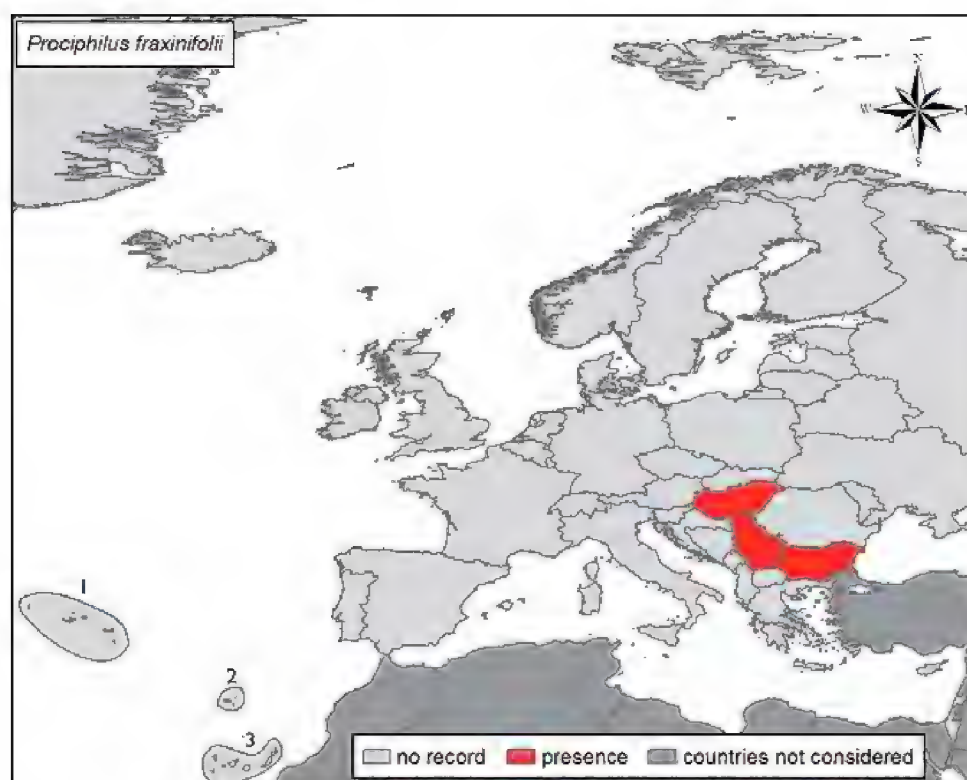 Prociphilus fraxinifolii
N
W E
S
1
2
3
no record presence countries not considered